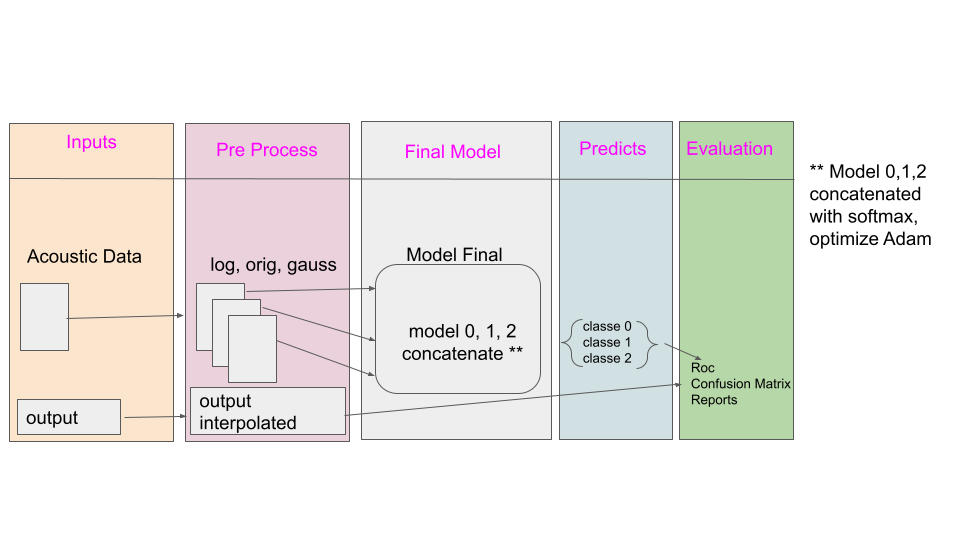 Inputs
Pre Process
Final Model
Predicts
Evaluation
** Model 0,1,2
concatenated
with softmax,
optimize Adam
Acoustic Data
log, orig, gauss
Model Final
model 0, 1, 2
concatenate **
classe 0
classe 1
classe 2
Roc
Confusion Matrix
Reports
output
output
interpolated